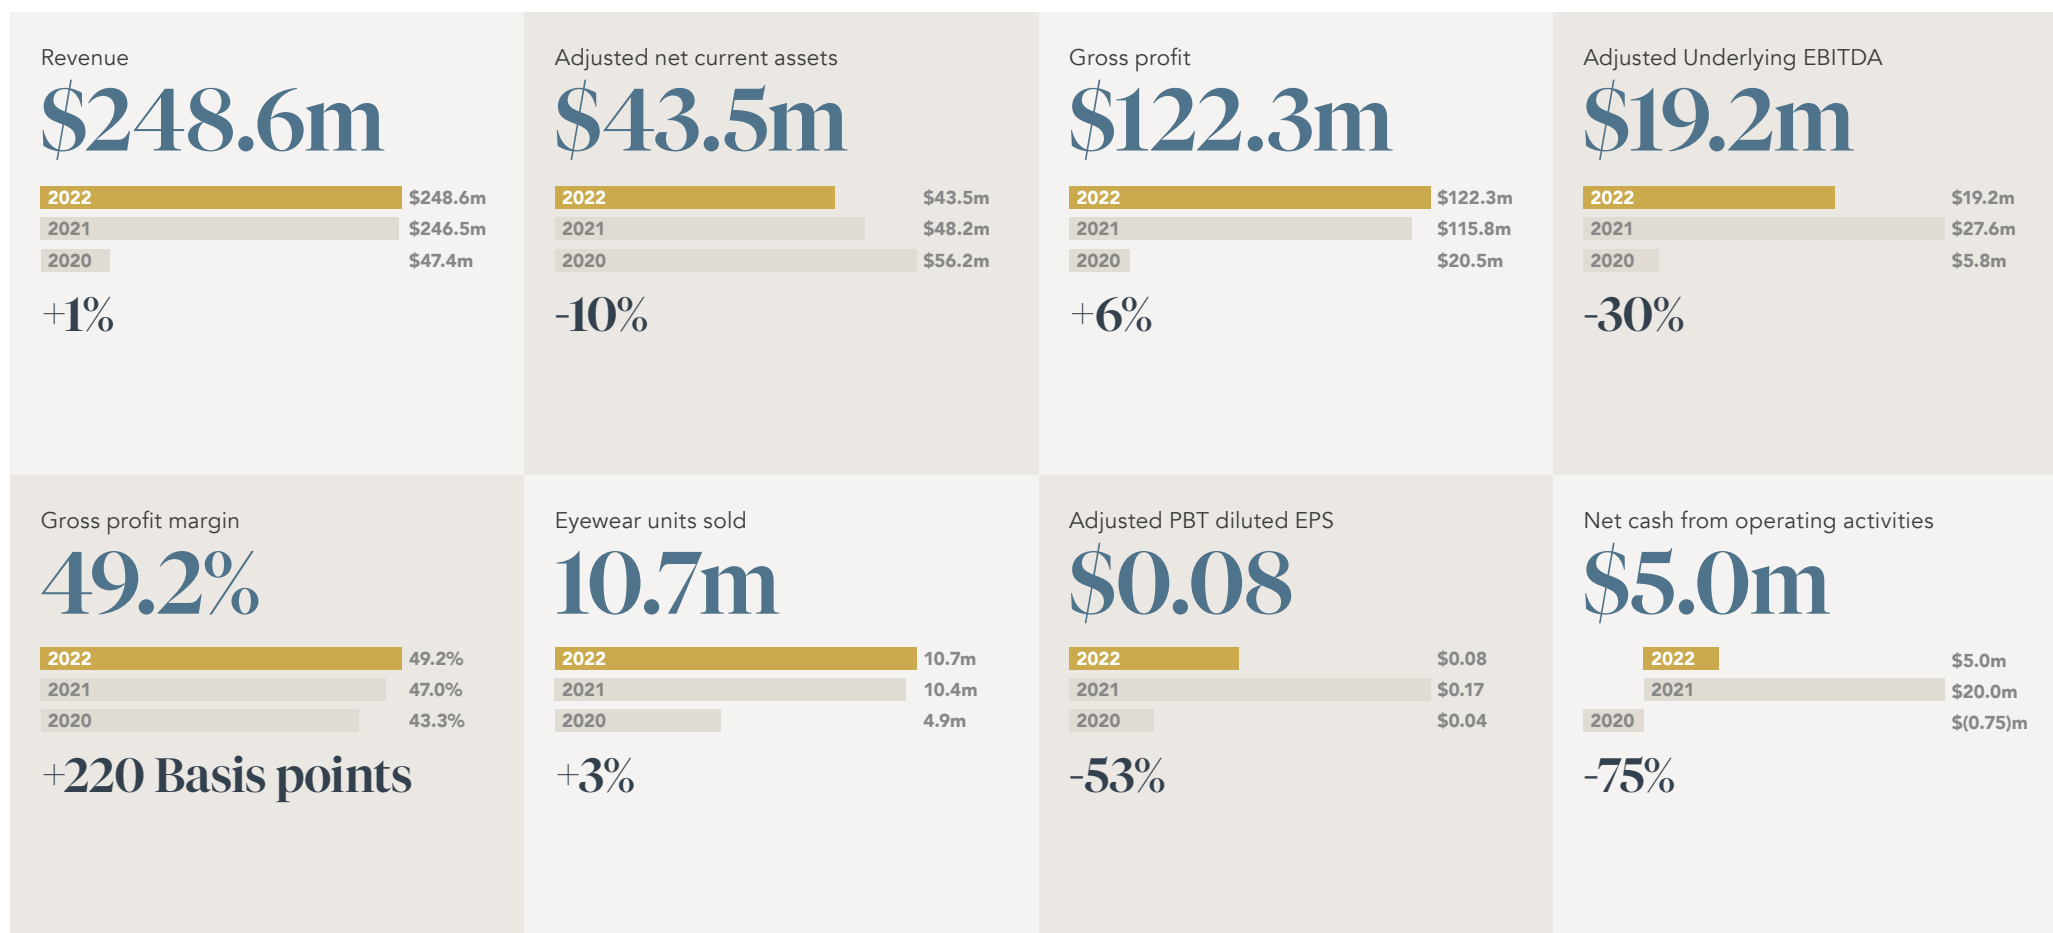 Revenue
$248.6m
2022 $248.6m
2021 $246.5m
2020 $47.4m
+1%
Adjusted net current assets
$43.5m
2022 $43.5m
2021 $48.2m
2020 $56.2m
-10%
Gross profit
$122.3m
2022 $122.3m
2021 $115.8m
2020 $20.5m
+6%
Adjusted Underlying EBITDA
$19.2m
2022 $19.2m
2021 $27.6m
2020 $5.8m
-30%
Gross profit margin
49.2%
2022 49.2%
2021 47.0%
2020 43.3%
+220 Basis points
Eyewear units sold
10.7m
2022 10.7m
2021 10.4m
2020 4.9m
+3%
Adjusted PBT diluted EPS
$0.08
2022 $0.08
2021 $0.17
2020 $0.04
-53%
Net cash from operating activities
$5.0m
2022 $5.0m
2021 $20.0m
2020 $(0.75)m
-75%